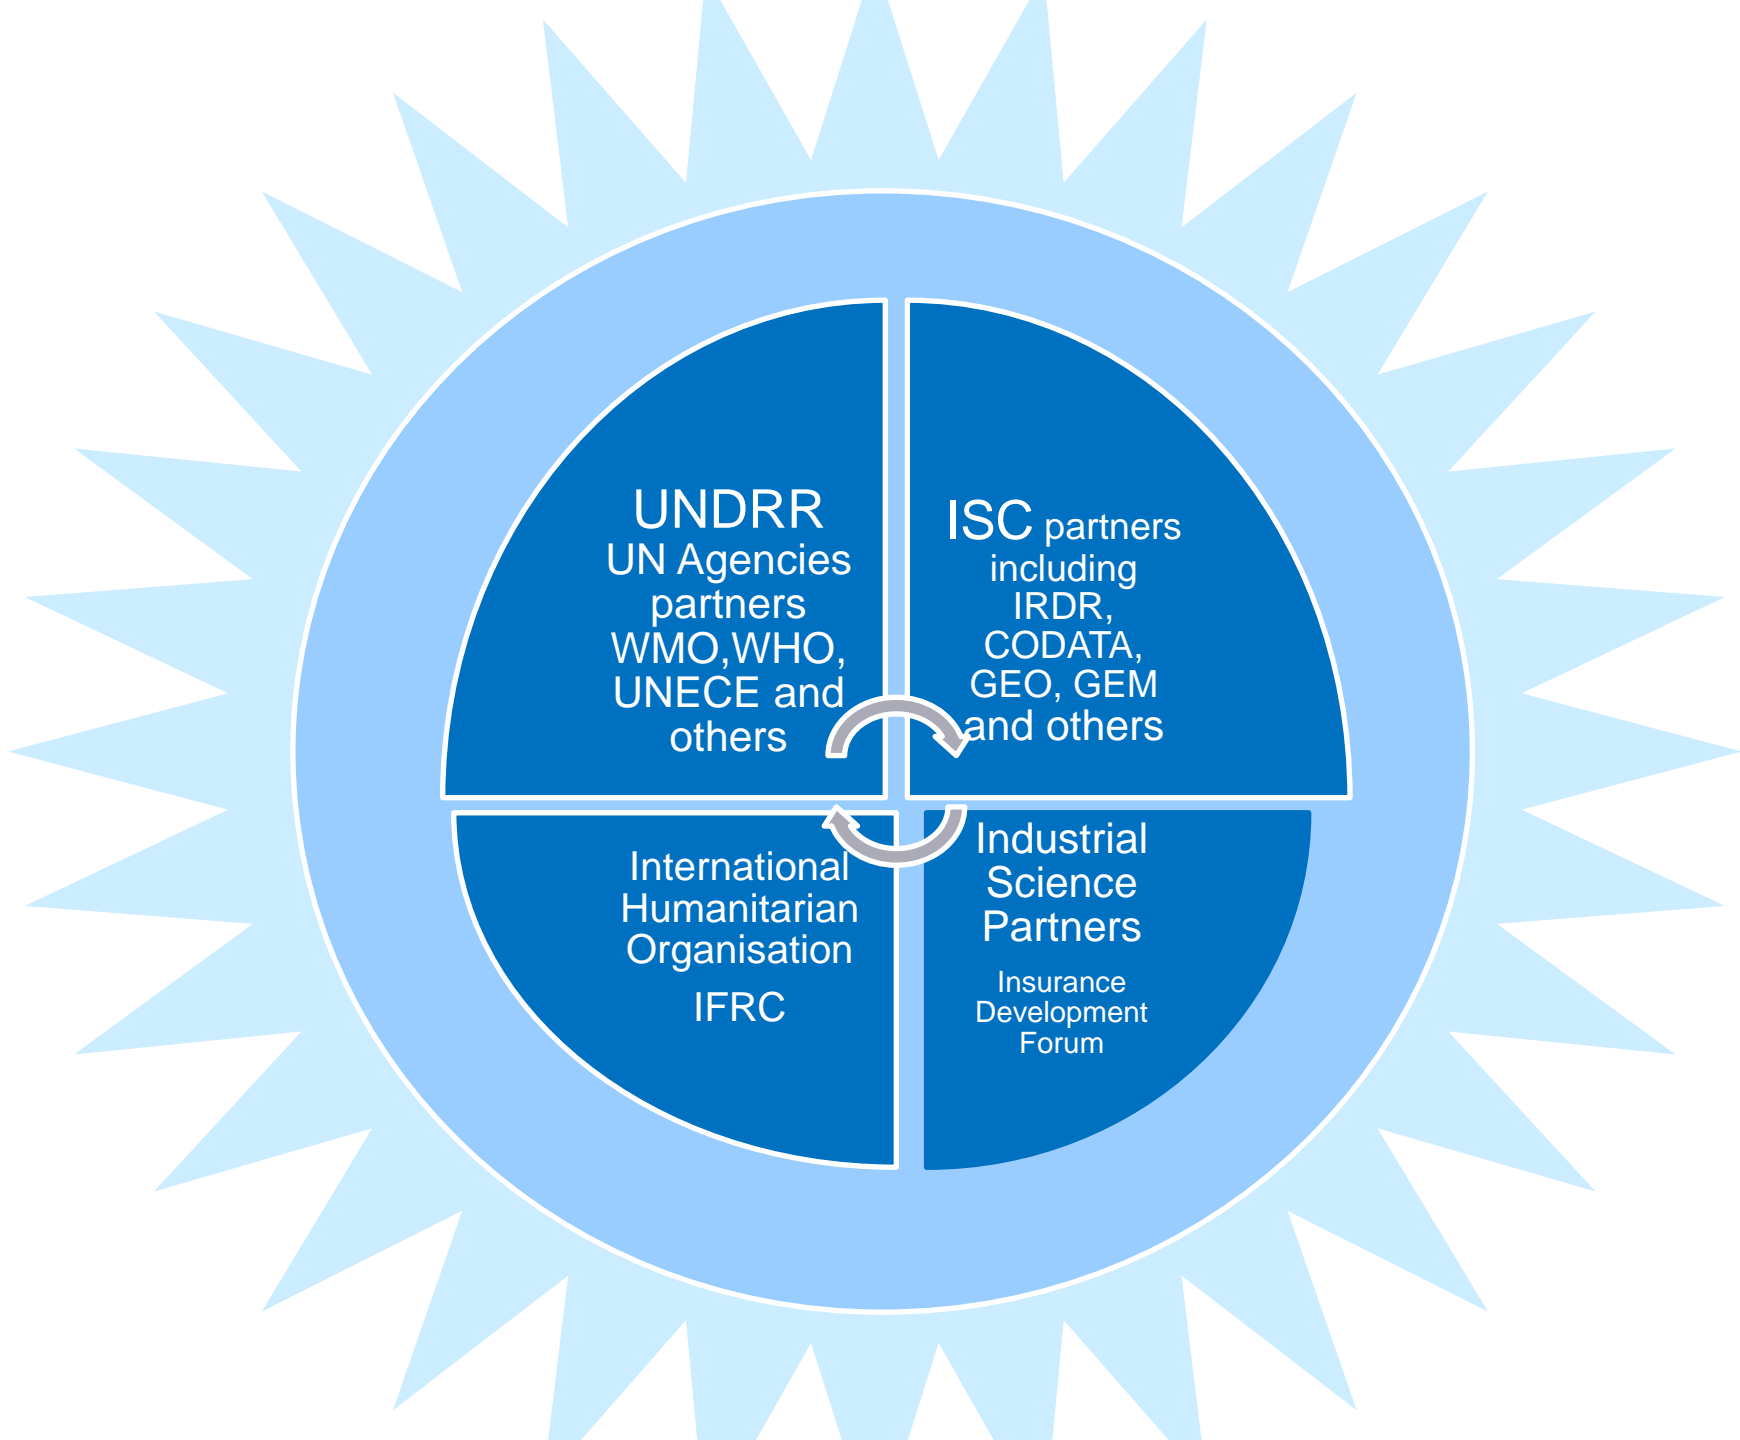 UNDRR
UN Agencies
partners
WMO,WHO,
UNECE and
others
ISC partners
including
IRDR,
CODATA,
GEO, GEM
and others
International
Humanitarian
Organisation
IFRC
Industrial
Science
Partners
Insurance
Development
Forum